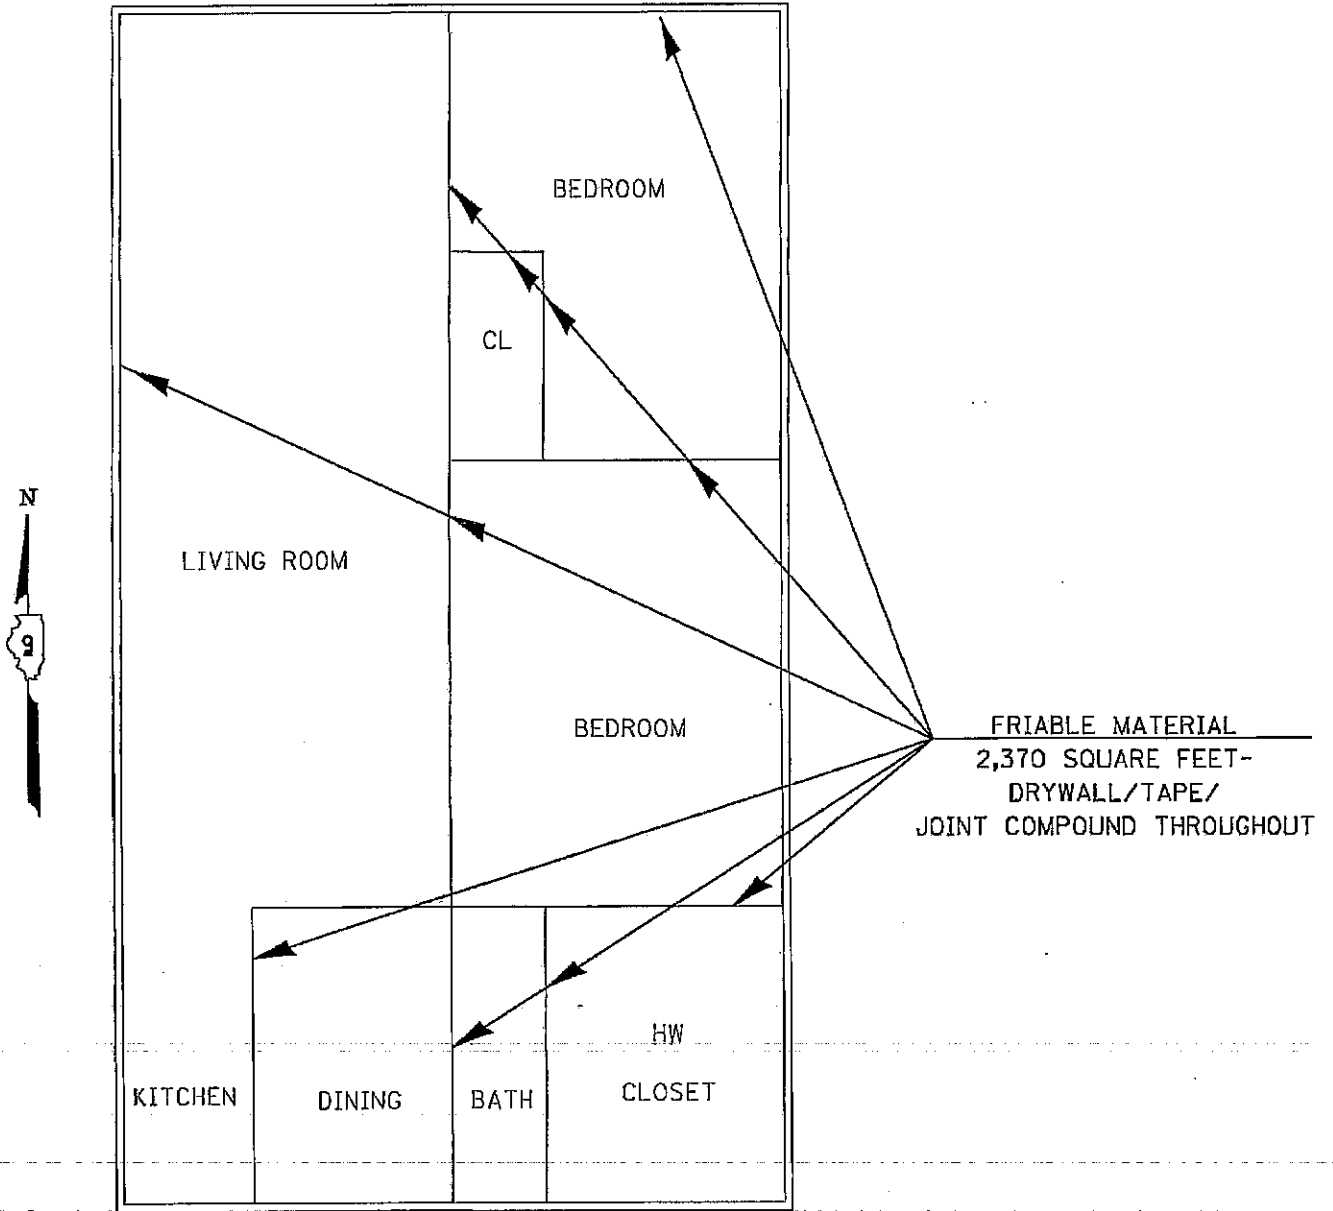 BEDROOM
CL
N
LIVING ROOM
9
BEDROOM
FRIABLE MATERIAL
2,370 SQUARE FEET-
DRYWALL/TAPE/
JOINT COMPOUND THROUGHOUT
HW
CLOSET
KITCHEN
DINING
BATH